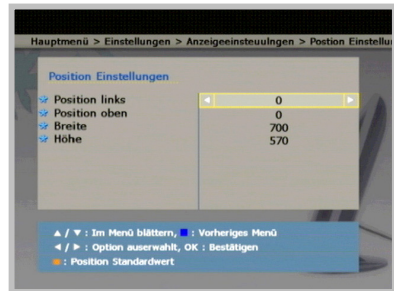 Hauptmenü > Einstellungen > Anzeigeeinsteuulngen > Postion Einstellu
Position Einstellungen
Position links 0
Position oben 0
Breite 700
Höhe 570
▲ / ▼ : Im Menü blättern, ■ : Vorheriges Menü
◄ / ► : Option auserwahlt, OK : Bestätigen
: Position Standardwert